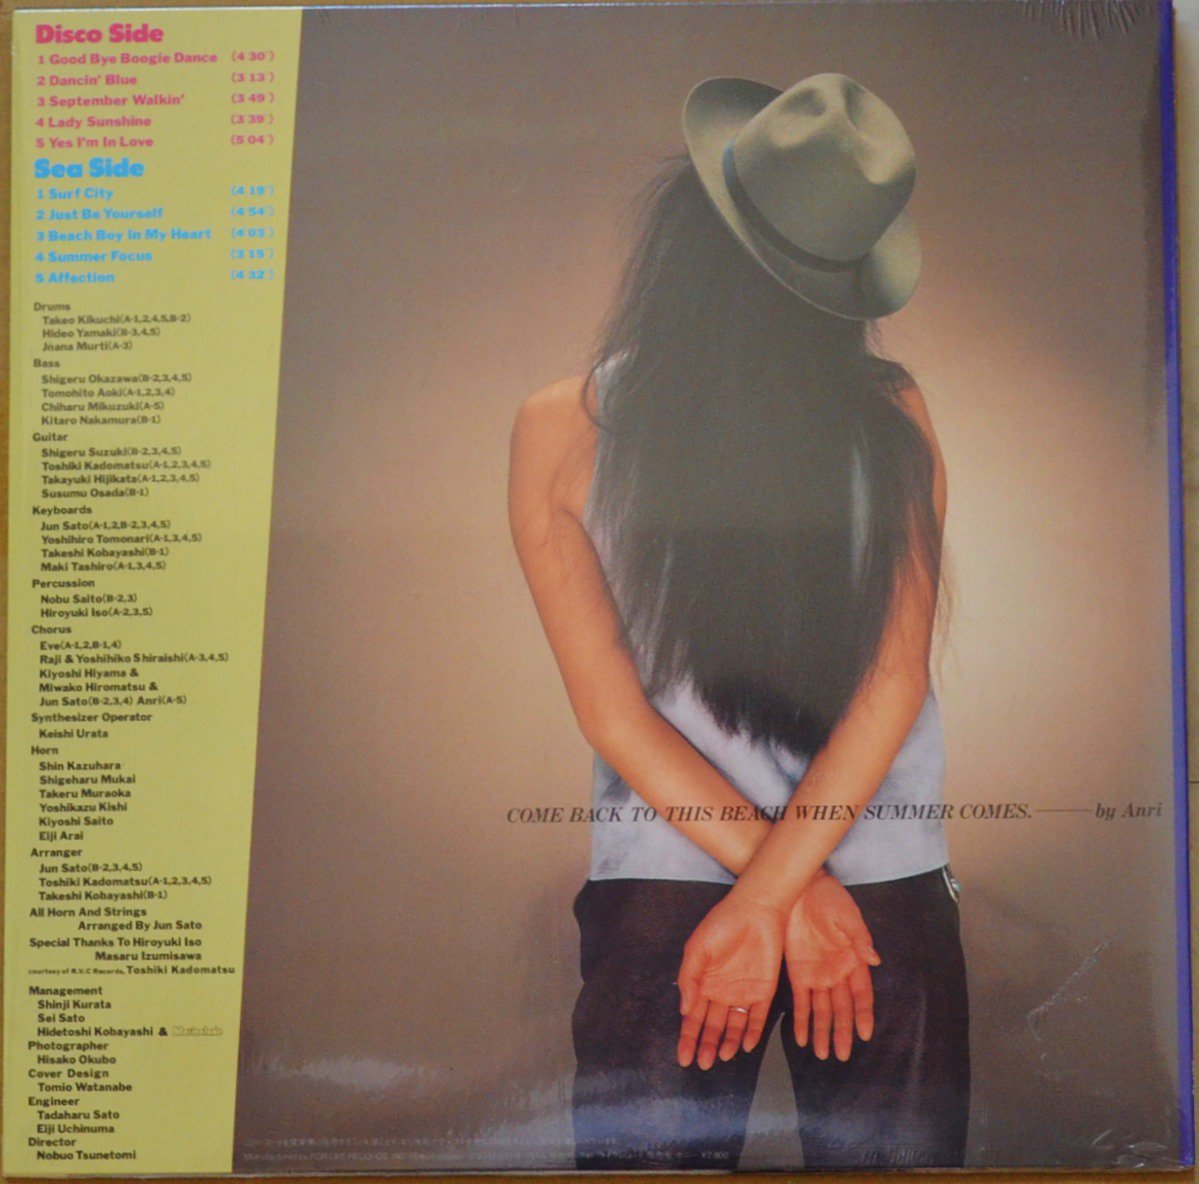 Disco Side
1 Good Bye Boogie Dance (4 30")
2 Dancin' Blue (3 13")
3 September Walkin' (3 49")
4 Lady Sunshine (3 39")
5 Yes I'm In Love (5 04")
Sea Side
1 Surf City (4 19")
2 Just Be Yourself (4 54")
3 Beach Boy In My Heart (4 03")
4 Summer Focus (3 15")
5 Affection (4 32")
Drums
Takeo Kikuchi(A-1,2,4,5,B-2)
Hideo Yamaki(B-3,4,5)
Jnana Murti(A-3)
Bass
Shigeru Okazawa(B-2,3,4,5)
Tomohito Aoki(A-1,2,3,4)
Chiharu Mikuzuki(A-5)
Kitaro Nakamura(B-1)
Guitar
Shigeru Suzuki(B-2,3,4,5)
Toshiki Kadomatsu(A-1,2,3,4,5)
Takayuki Hijikata(A-1,2,3,4,5)
Susumu Osada(B-1)
Keyboards
Jun Sato(A-1,2,B-2,3,4,5)
Yoshihiro Tomonari(A-1,3,4,5)
Takeshi Kobayashi(B-1)
Maki Tashiro(A-1,3,4,5)
Percussion
Nobu Saito(B-2,3)
Hiroyuki Iso(A-2,3,5)
Chorus
Eve(A-1,2,B-1,4)
Raji & Yoshihiko Shiraishi(A-3,4,5)
Kiyoshi Hiyama &
Miwako Hiromatsu &
Jun Sato(B-2,3,4) Anri(A-5)
Synthesizer Operator
Keishi Urata
Horn
Shin Kazuhara
Shigeharu Mukai
Takeru Muraoka
Yoshikazu Kishi
Kiyoshi Saito
Eiji Arai
Arranger
Jun Sato(B-2,3,4,5)
Toshiki Kadomatsu(A-1,2,3,4,5)
Takeshi Kobayashi(B-1)
All Horn And Strings
Arranged By Jun Sato
Special Thanks To Hiroyuki Iso
Masaru Izumisawa
courtesy of R.V.C Records, Toshiki Kadomatsu
Management
Shinji Kurata
Sei Sato
Hidetoshi Kobayashi &
Photographer
Hisako Okubo
Cover Design
Tomio Watanabe
Engineer
Tadaharu Sato
Eiji Uchinuma
Director
Nobuo Tsunetomi
COME BACK TO THIS BEACH WHEN SUMMER COMES.———by Anri
Manufactured by FOR LIFE RECORDS, INC.